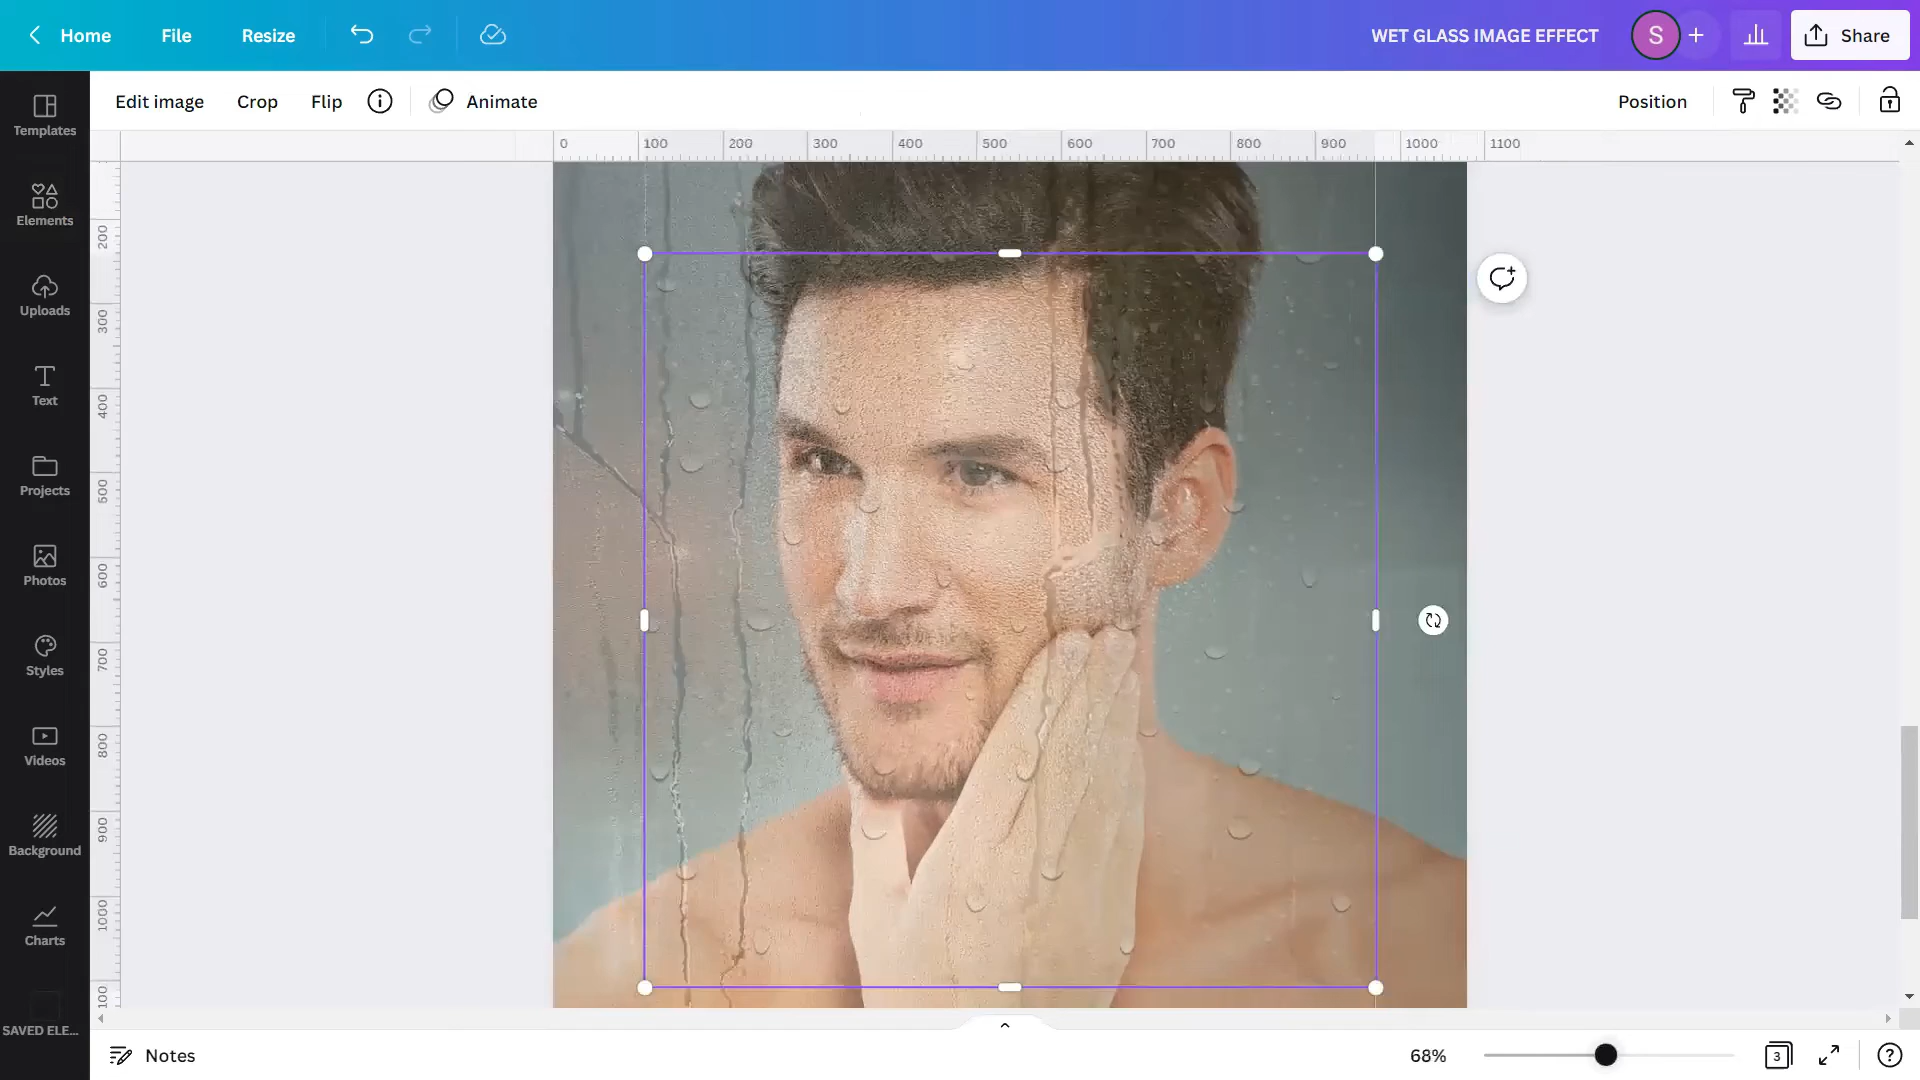 Home
File
Resize
WET GLASS IMAGE EFFECT
S
Share
Edit image
Crop
Flip
Animate
Position
Templates
Elements
Uploads
Text
Projects
Photos
Styles
Videos
Background
Charts
SAVED ELE...
0 100 200 300 400 500 600 700 800 900 1000 1100
200
300
400
500
600
700
800
900
1000
100
Notes
68%
3